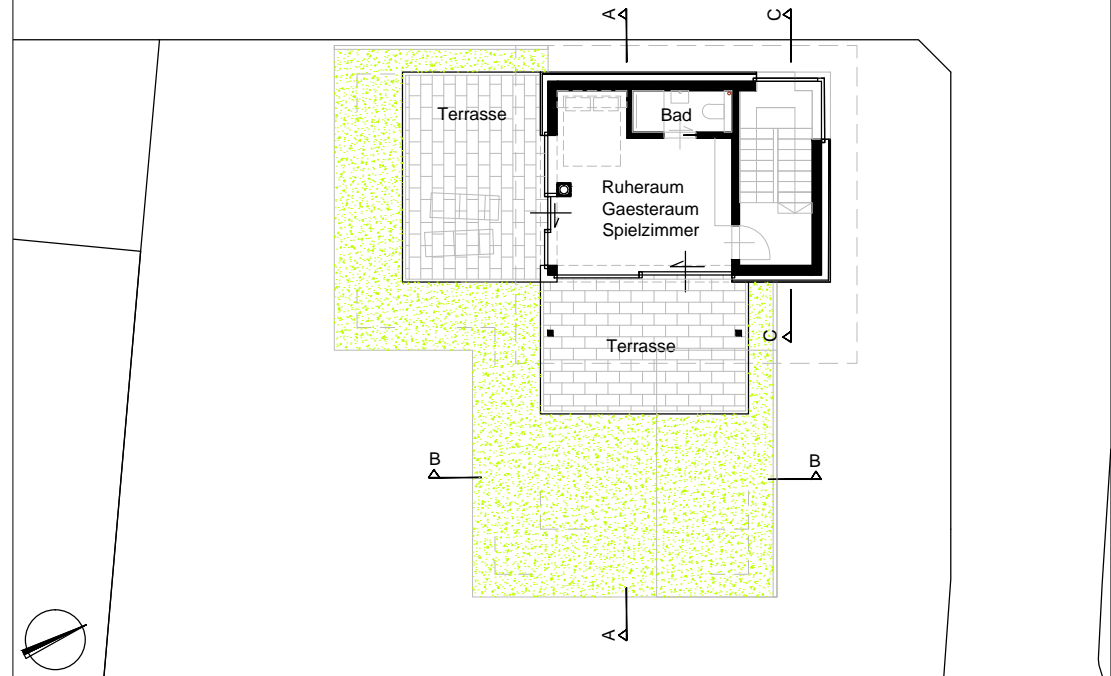 A
C
Terrasse
Bad
Ruheraum
Gaesteraum
Spielzimmer
C
Terrasse
B
B
A